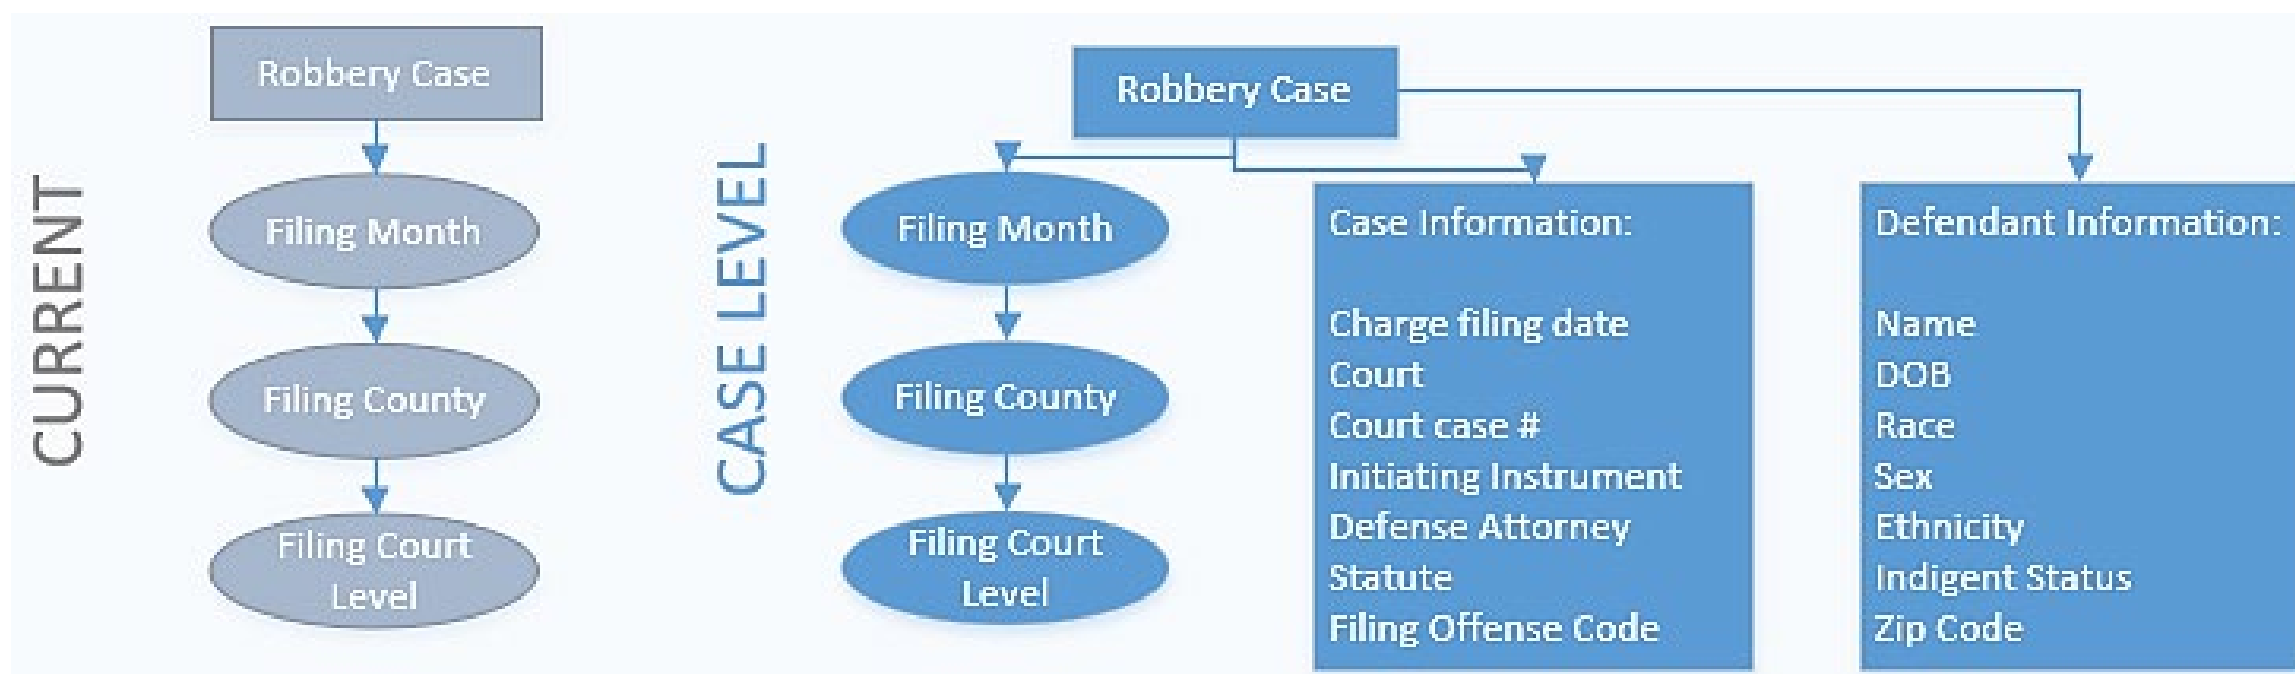 CURRENT
Robbery Case
Filing Month
Filing County
Filing Court
Level
CASE LEVEL
Robbery Case
Filing Month
Filing County
Filing Court
Level
Case Information:
Charge filing date
Court
Court case #
Initiating Instrument
Defense Attorney
Statute
Filing Offense Code
Defendant Information:
Name
DOB
Race
Sex
Ethnicity
Indigent Status
Zip Code